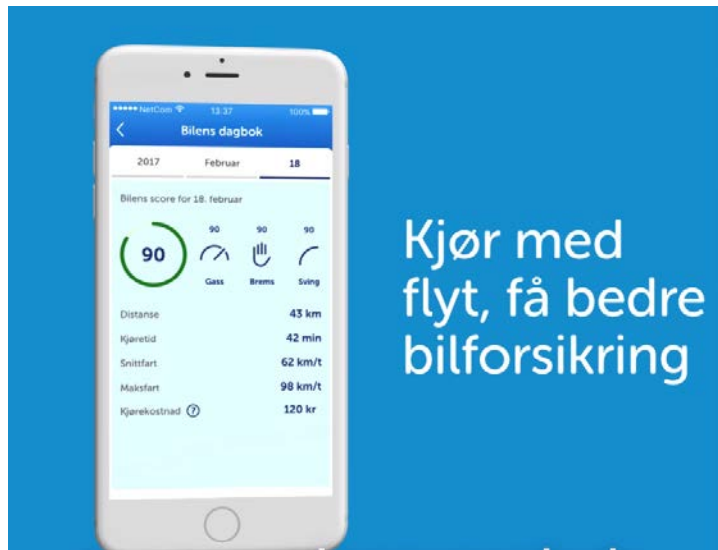 NetCom 13:37 100%
Bilens dagbok
2017 Februar 18
Bilens score for 18. februar
90 90 90 90
Gass Brems Sving
Distanse 43 km
Kjøretid 42 min
Snittfart 62 km/t
Maksfart 98 km/t
Kjørekostnad ? 120 kr
Kjør med
flyt, få bedre
bilforsikring